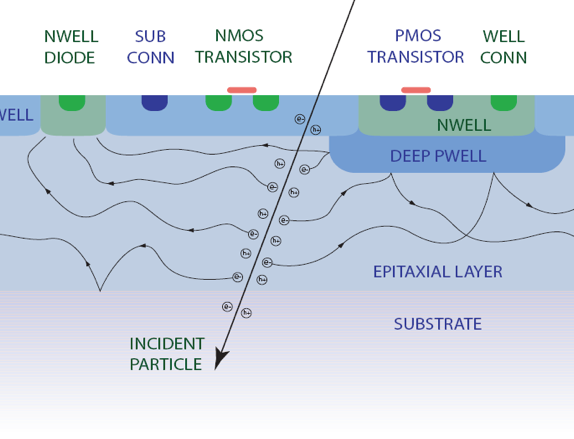 NWELL
DIODE
SUB
CONN
NMOS
TRANSISTOR
PMOS
TRANSISTOR
WELL
CONN
WELL
NWELL
DEEP PWELL
e-
h+
h+
e-
e-
h+
h+
e-
e-
h+
h+
e-
e-
h+
e-
h+
EPITAXIAL LAYER
SUBSTRATE
INCIDENT
PARTICLE